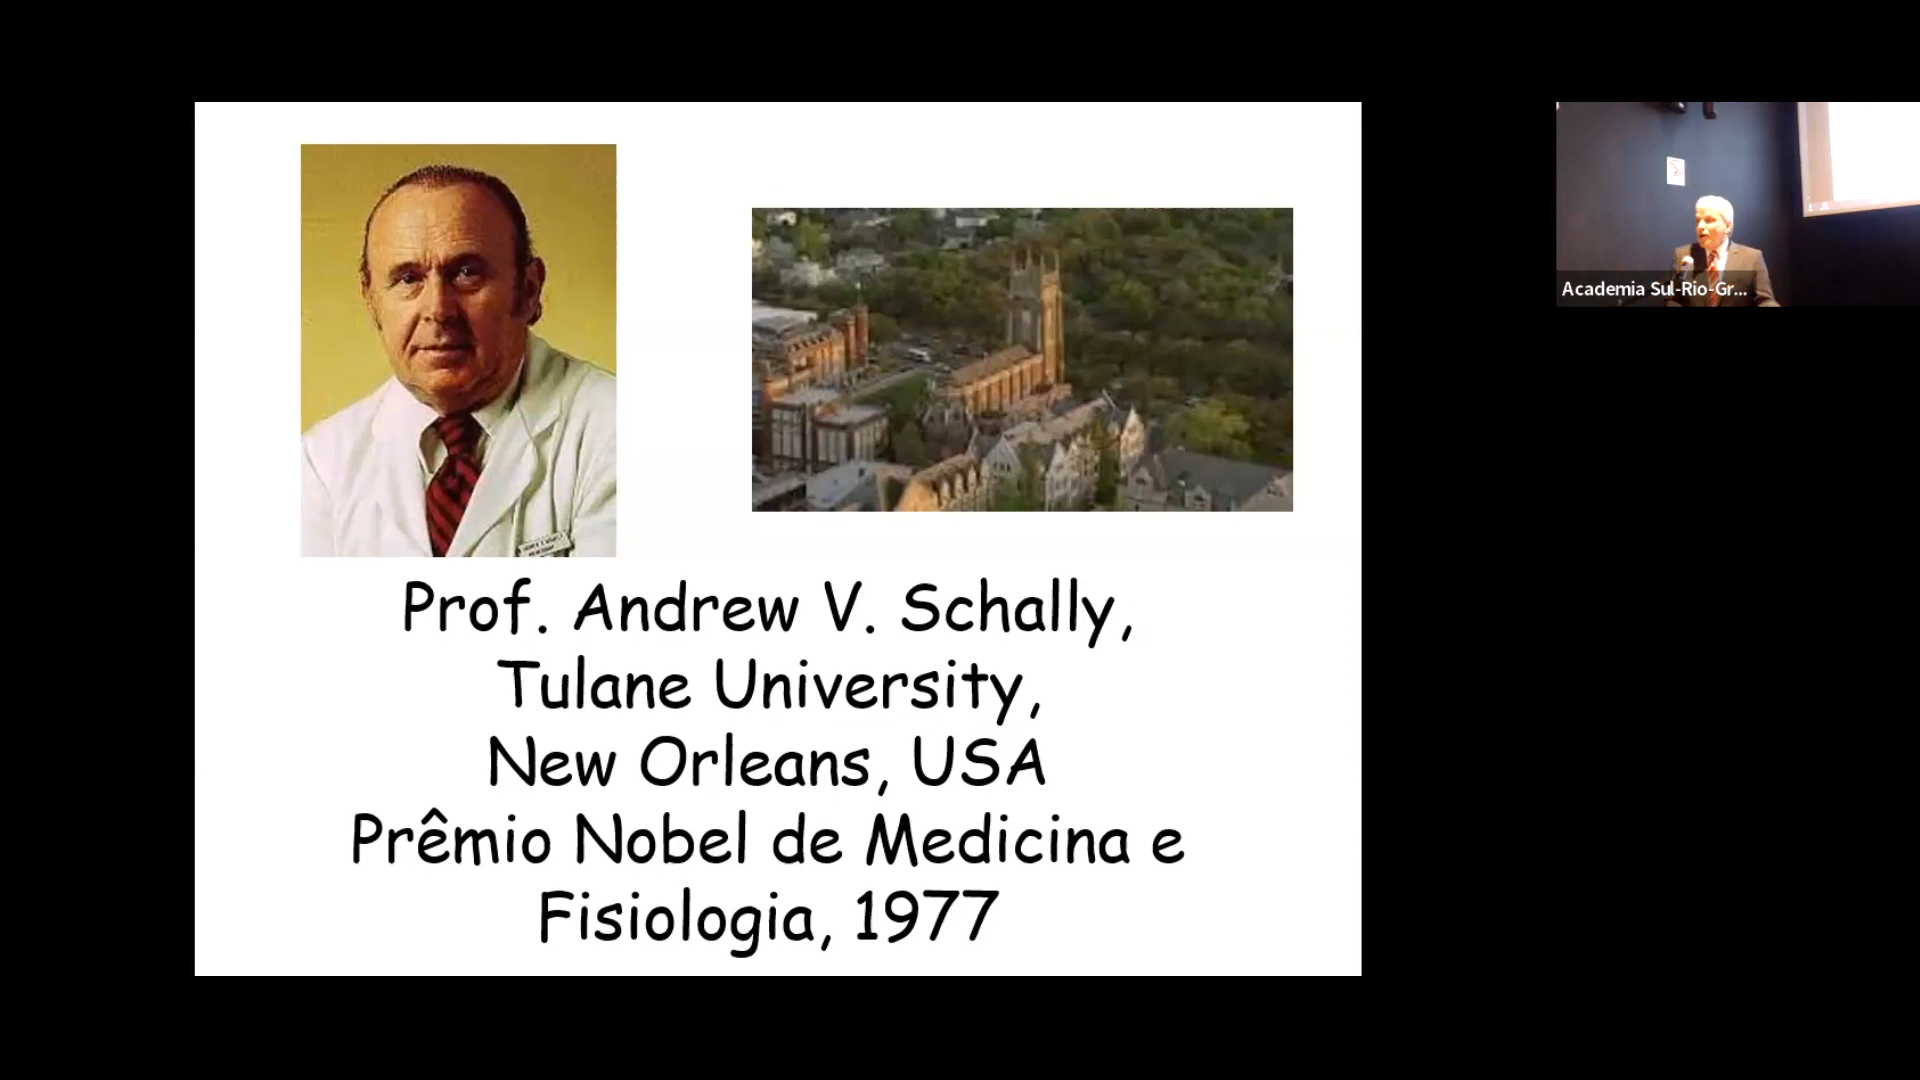 Prof. Andrew V. Schally,
Tulane University,
New Orleans, USA
Prêmio Nobel de Medicina e
Fisiologia, 1977
Academia Sul-Rio-Gr...